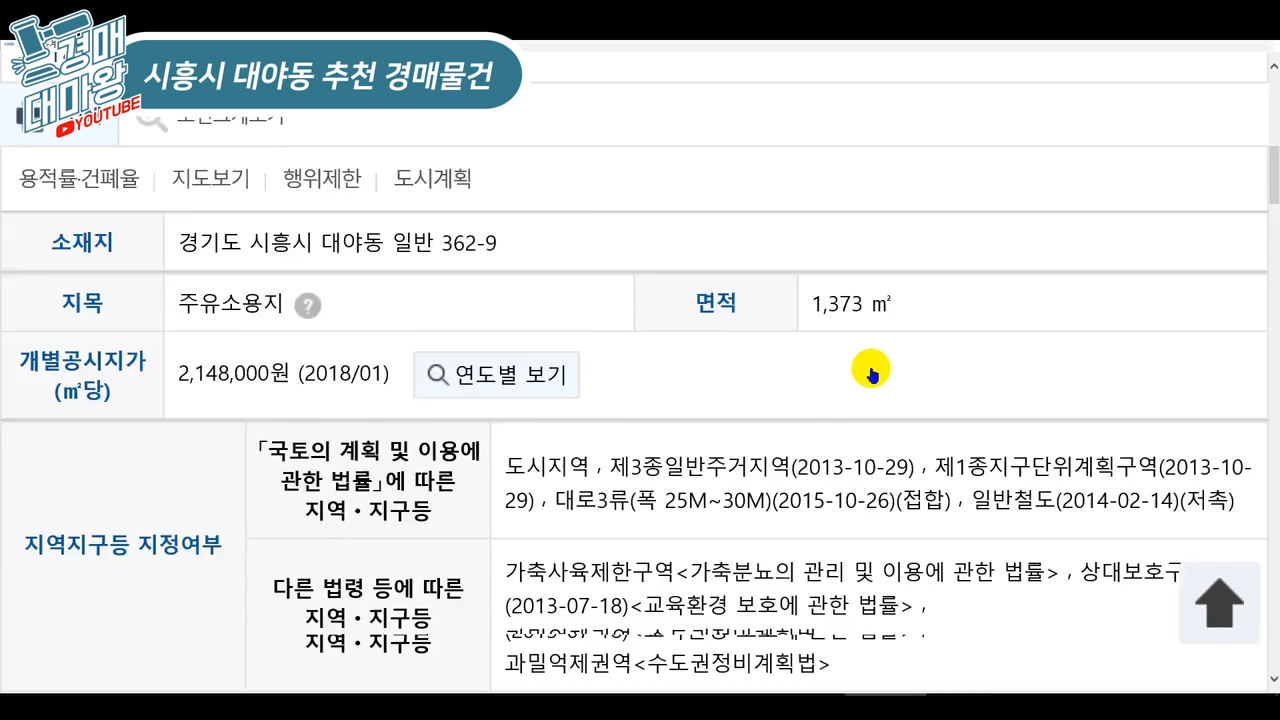 경매
대마왕
YOUTUBE
시흥시 대야동 추천 경매물건
용적률·건폐율
지도보기
행위제한
도시계획
소재지
경기도 시흥시 대야동 일반 362-9
지목
주유소용지
?
면적
1,373 ㎡
개별공시지가
(㎡당)
2,148,000원 (2018/01)
연도별 보기
지역지구등 지정여부
「국토의 계획 및 이용에
관한 법률」에 따른
지역ㆍ지구등
도시지역 , 제3종일반주거지역(2013-10-29) , 제1종지구단위계획구역(2013-10-
29) , 대로3류(폭 25M~30M)(2015-10-26)(접합) , 일반철도(2014-02-14)(저촉)
다른 법령 등에 따른
지역ㆍ지구등
지역ㆍ지구등
가축사육제한구역<가축분뇨의 관리 및 이용에 관한 법률> , 상대보호구
(2013-07-18)<교육환경 보호에 관한 법률> ,
과밀억제권역<수도권정비계획법>